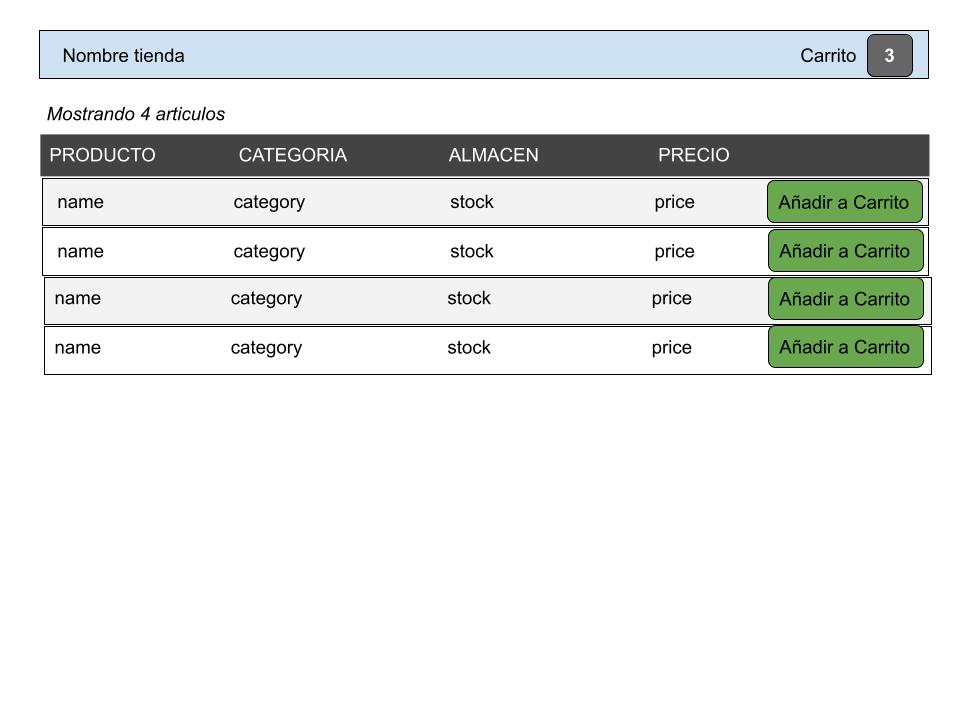 Nombre tienda Carrito 3
Mostrando 4 articulos
PRODUCTO CATEGORIA ALMACEN PRECIO
name category stock price Añadir a Carrito
name category stock price Añadir a Carrito
name category stock price Añadir a Carrito
name category stock price Añadir a Carrito